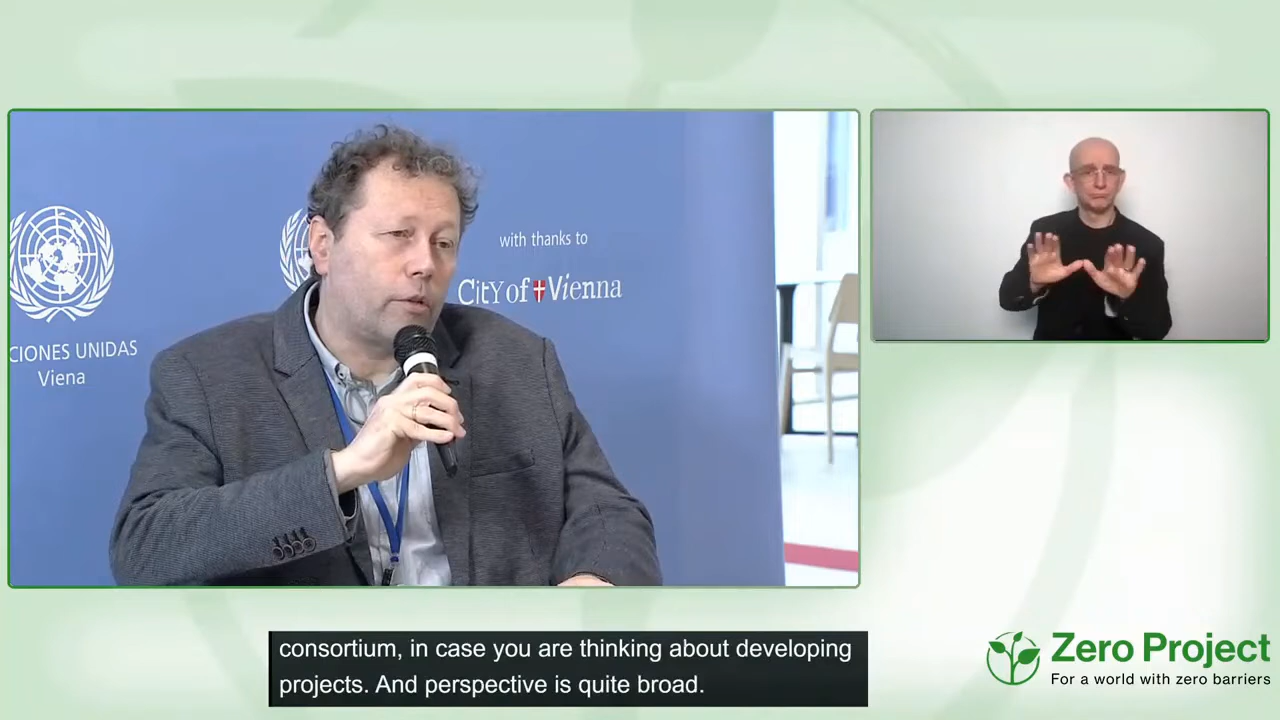 with thanks to
City of Vienna
CIONES UNIDAS
Viena
consortium, in case you are thinking about developing
projects. And perspective is quite broad.
Zero Project
For a world with zero barriers